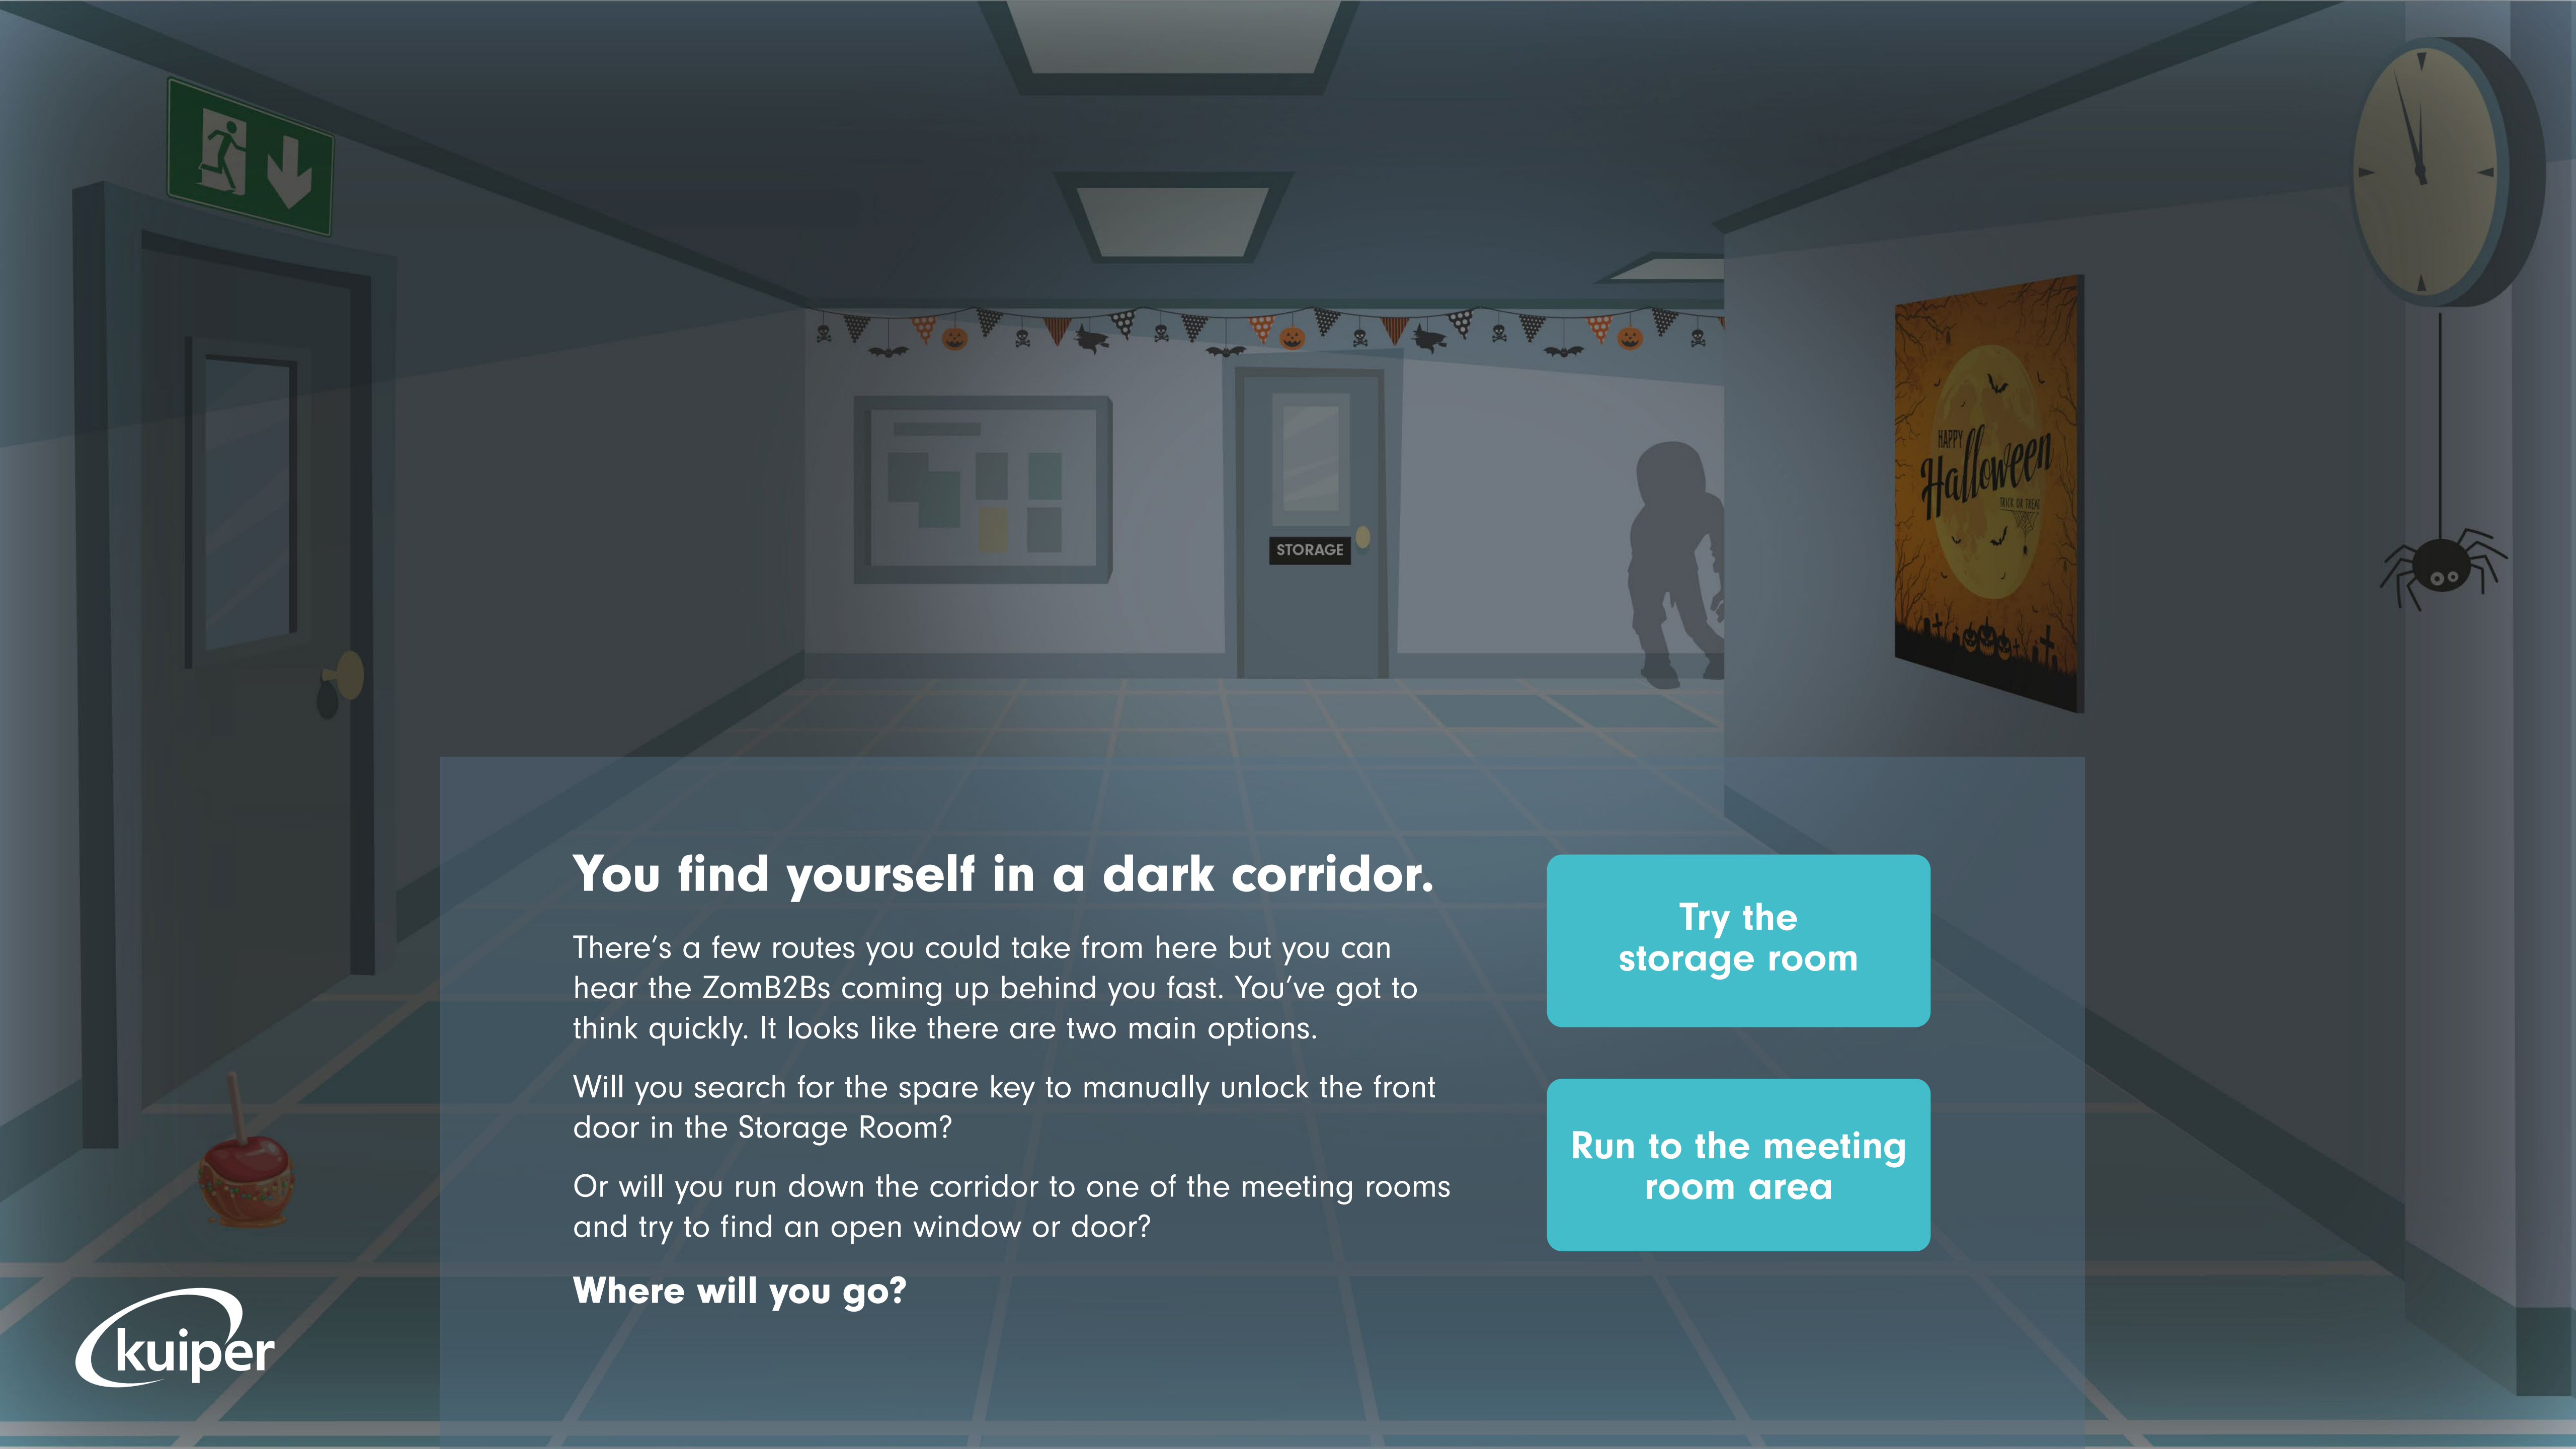 HAPPY
Halloween
TRICK OR TREAT
STORAGE
You find yourself in a dark corridor.
There’s a few routes you could take from here but you can
hear the ZomB2Bs coming up behind you fast. You’ve got to
think quickly. It looks like there are two main options.
Will you search for the spare key to manually unlock the front
door in the Storage Room?
Or will you run down the corridor to one of the meeting rooms
and try to find an open window or door?
Where will you go?
Try the
storage room
Run to the meeting
room area
kuiper